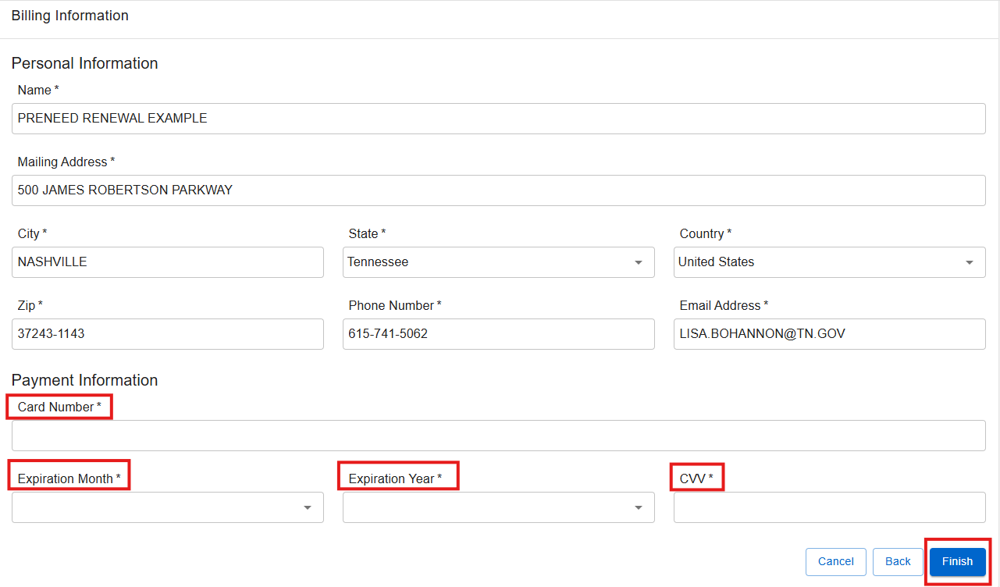 Billing Information
Personal Information
Name *
PRENEED RENEWAL EXAMPLE
Mailing Address *
500 JAMES ROBERTSON PARKWAY
City * State * Country *
NASHVILLE Tennessee United States
Zip * Phone Number * Email Address *
37243-1143 615-741-5062 LISA.BOHANNON@TN.GOV
Payment Information
Card Number *
Expiration Month * Expiration Year * CVV *
Cancel Back Finish